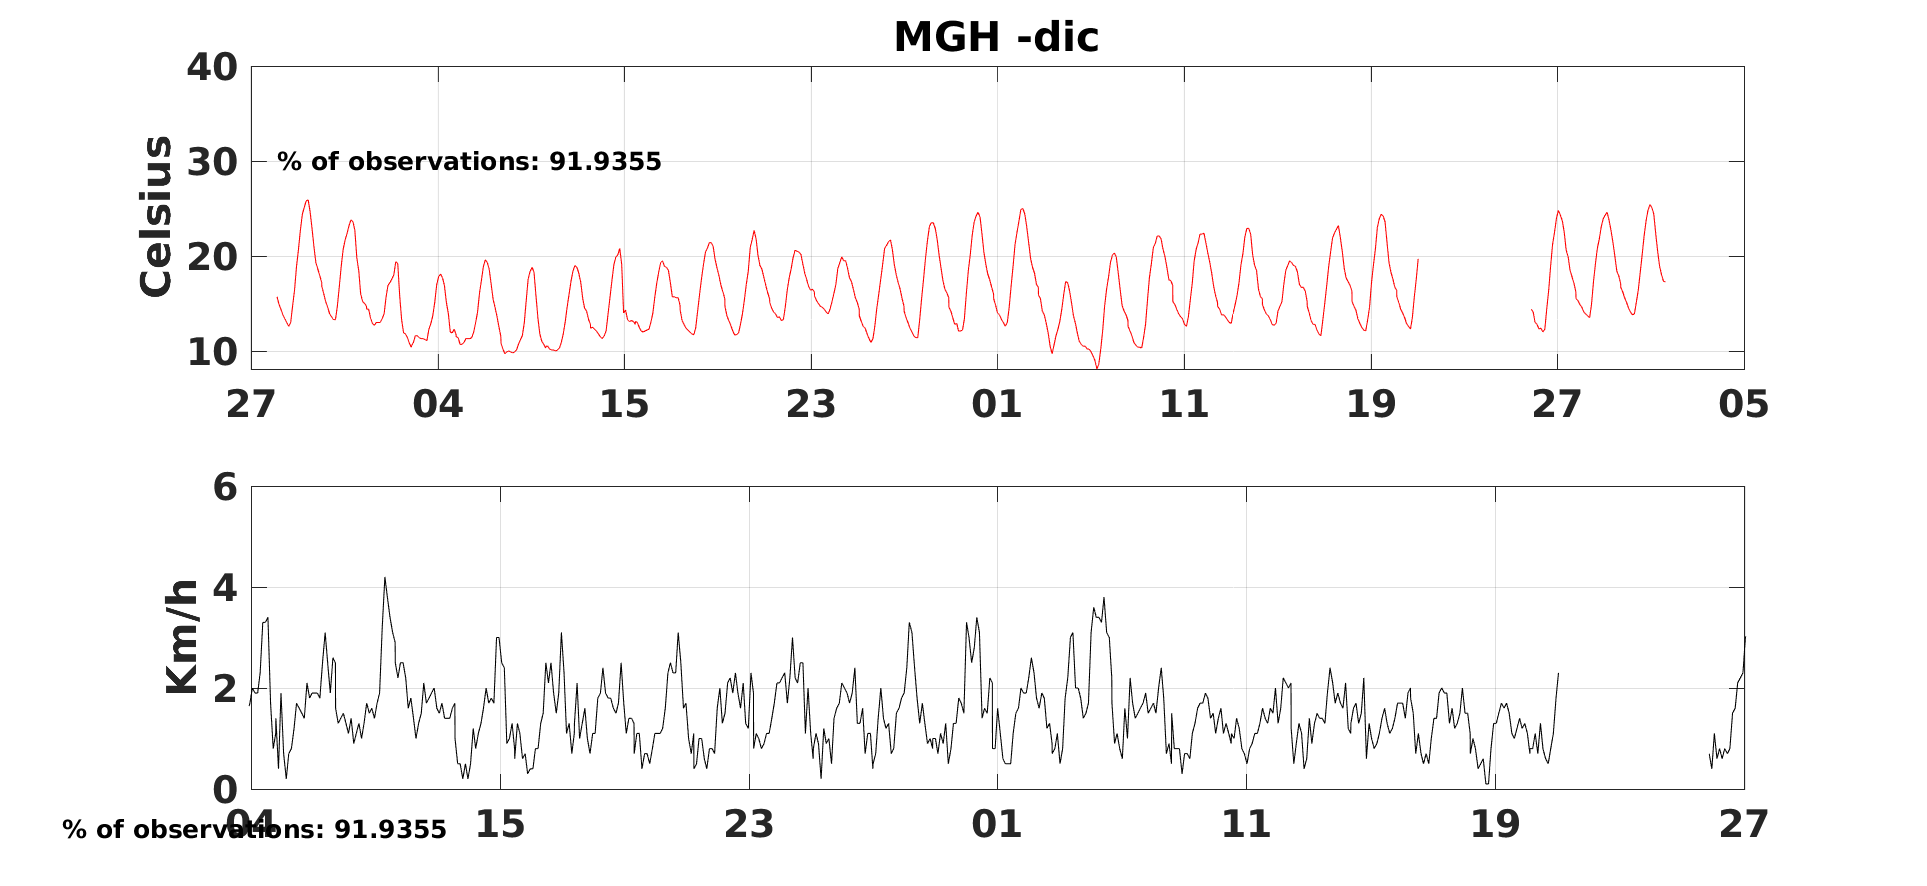 MGH -dic
40
30
20
10
Celsius
% of observations: 91.9355
27 04 15 23 01 11 19 27 05
6
4
2
0
Km/h
04 15 23 01 11 19 27
% of observations: 91.9355